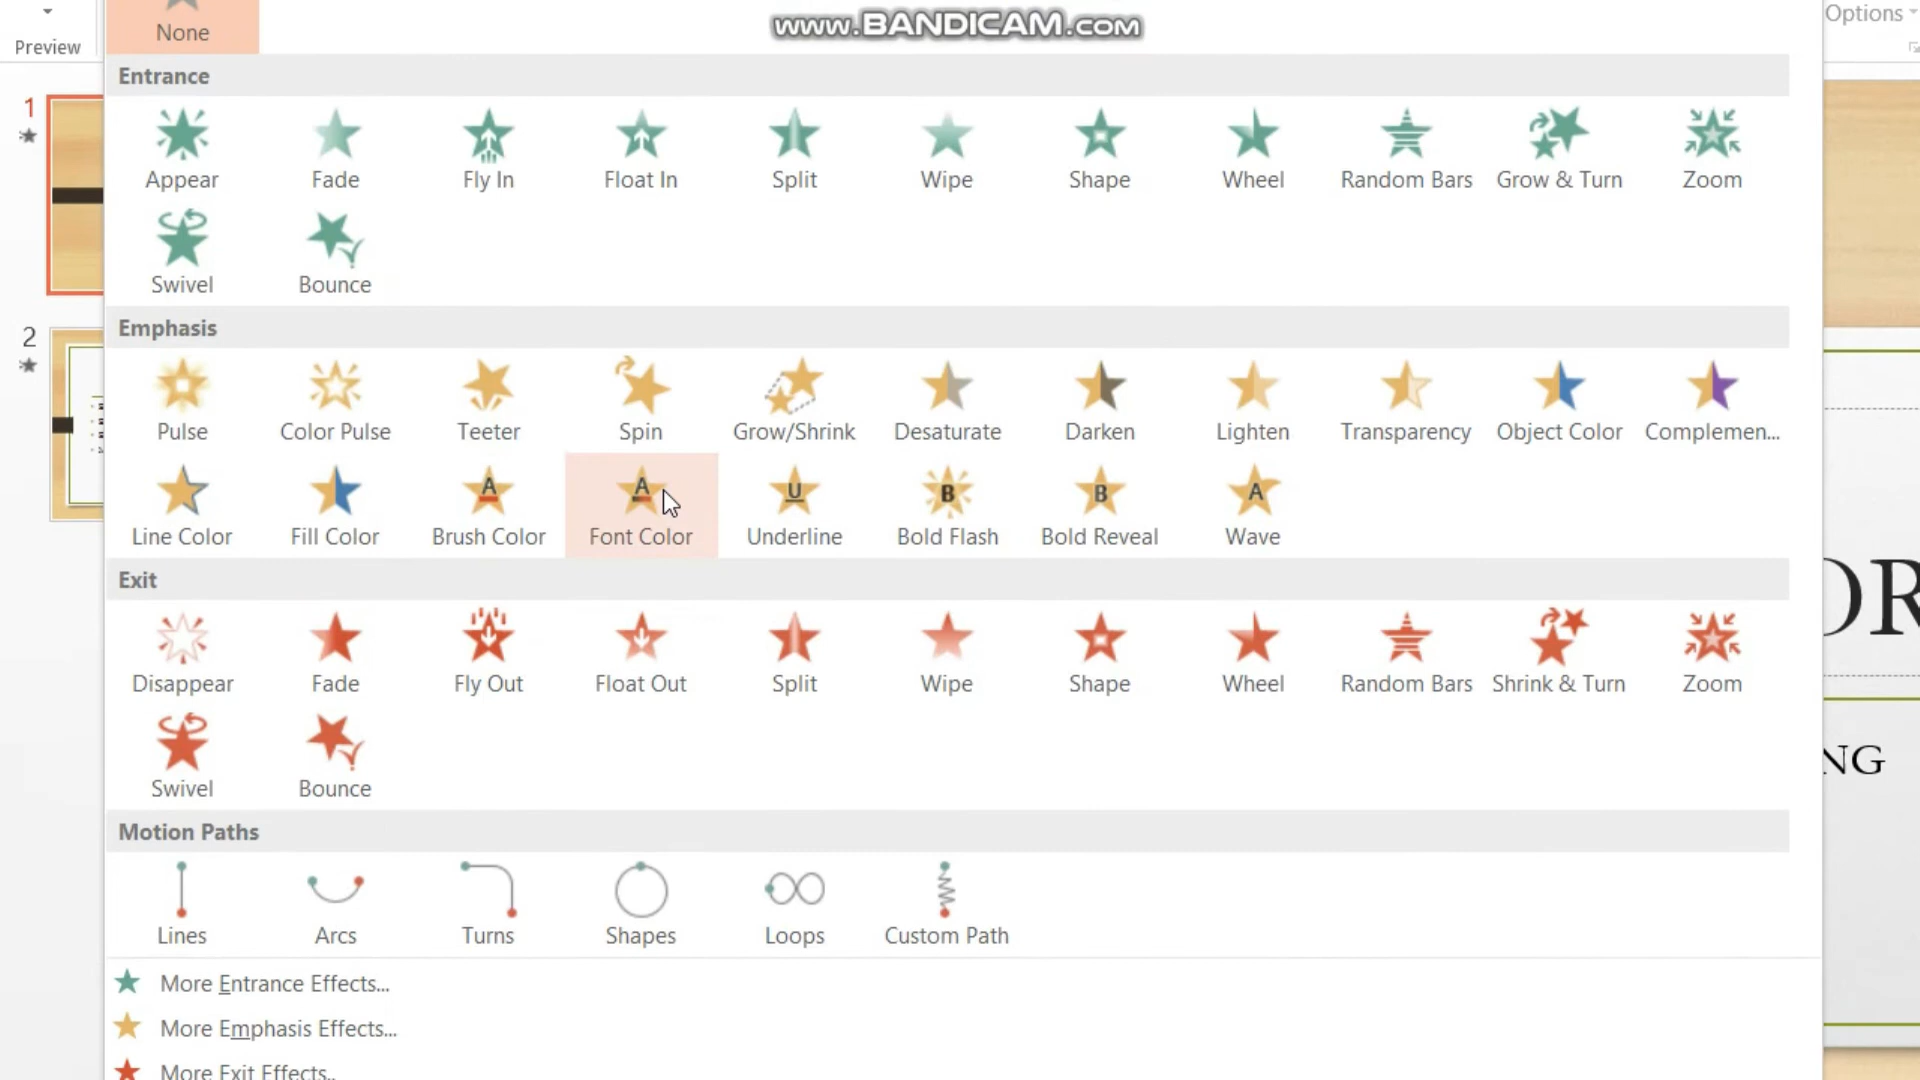 www.BANDICAM.com
Options
None
Preview
Entrance
1
Appear Fade Fly In Float In Split Wipe Shape Wheel Random Bars Grow & Turn Zoom
Swivel Bounce
Emphasis
2
Pulse Color Pulse Teeter Spin Grow/Shrink Desaturate Darken Lighten Transparency Object Color Complemen...
A A U B B A
Line Color Fill Color Brush Color Font Color Underline Bold Flash Bold Reveal Wave
Exit
OR
Disappear Fade Fly Out Float Out Split Wipe Shape Wheel Random Bars Shrink & Turn Zoom
NG
Swivel Bounce
Motion Paths
Lines Arcs Turns Shapes Loops Custom Path
More Entrance Effects...
More Emphasis Effects...
More Exit Effects..